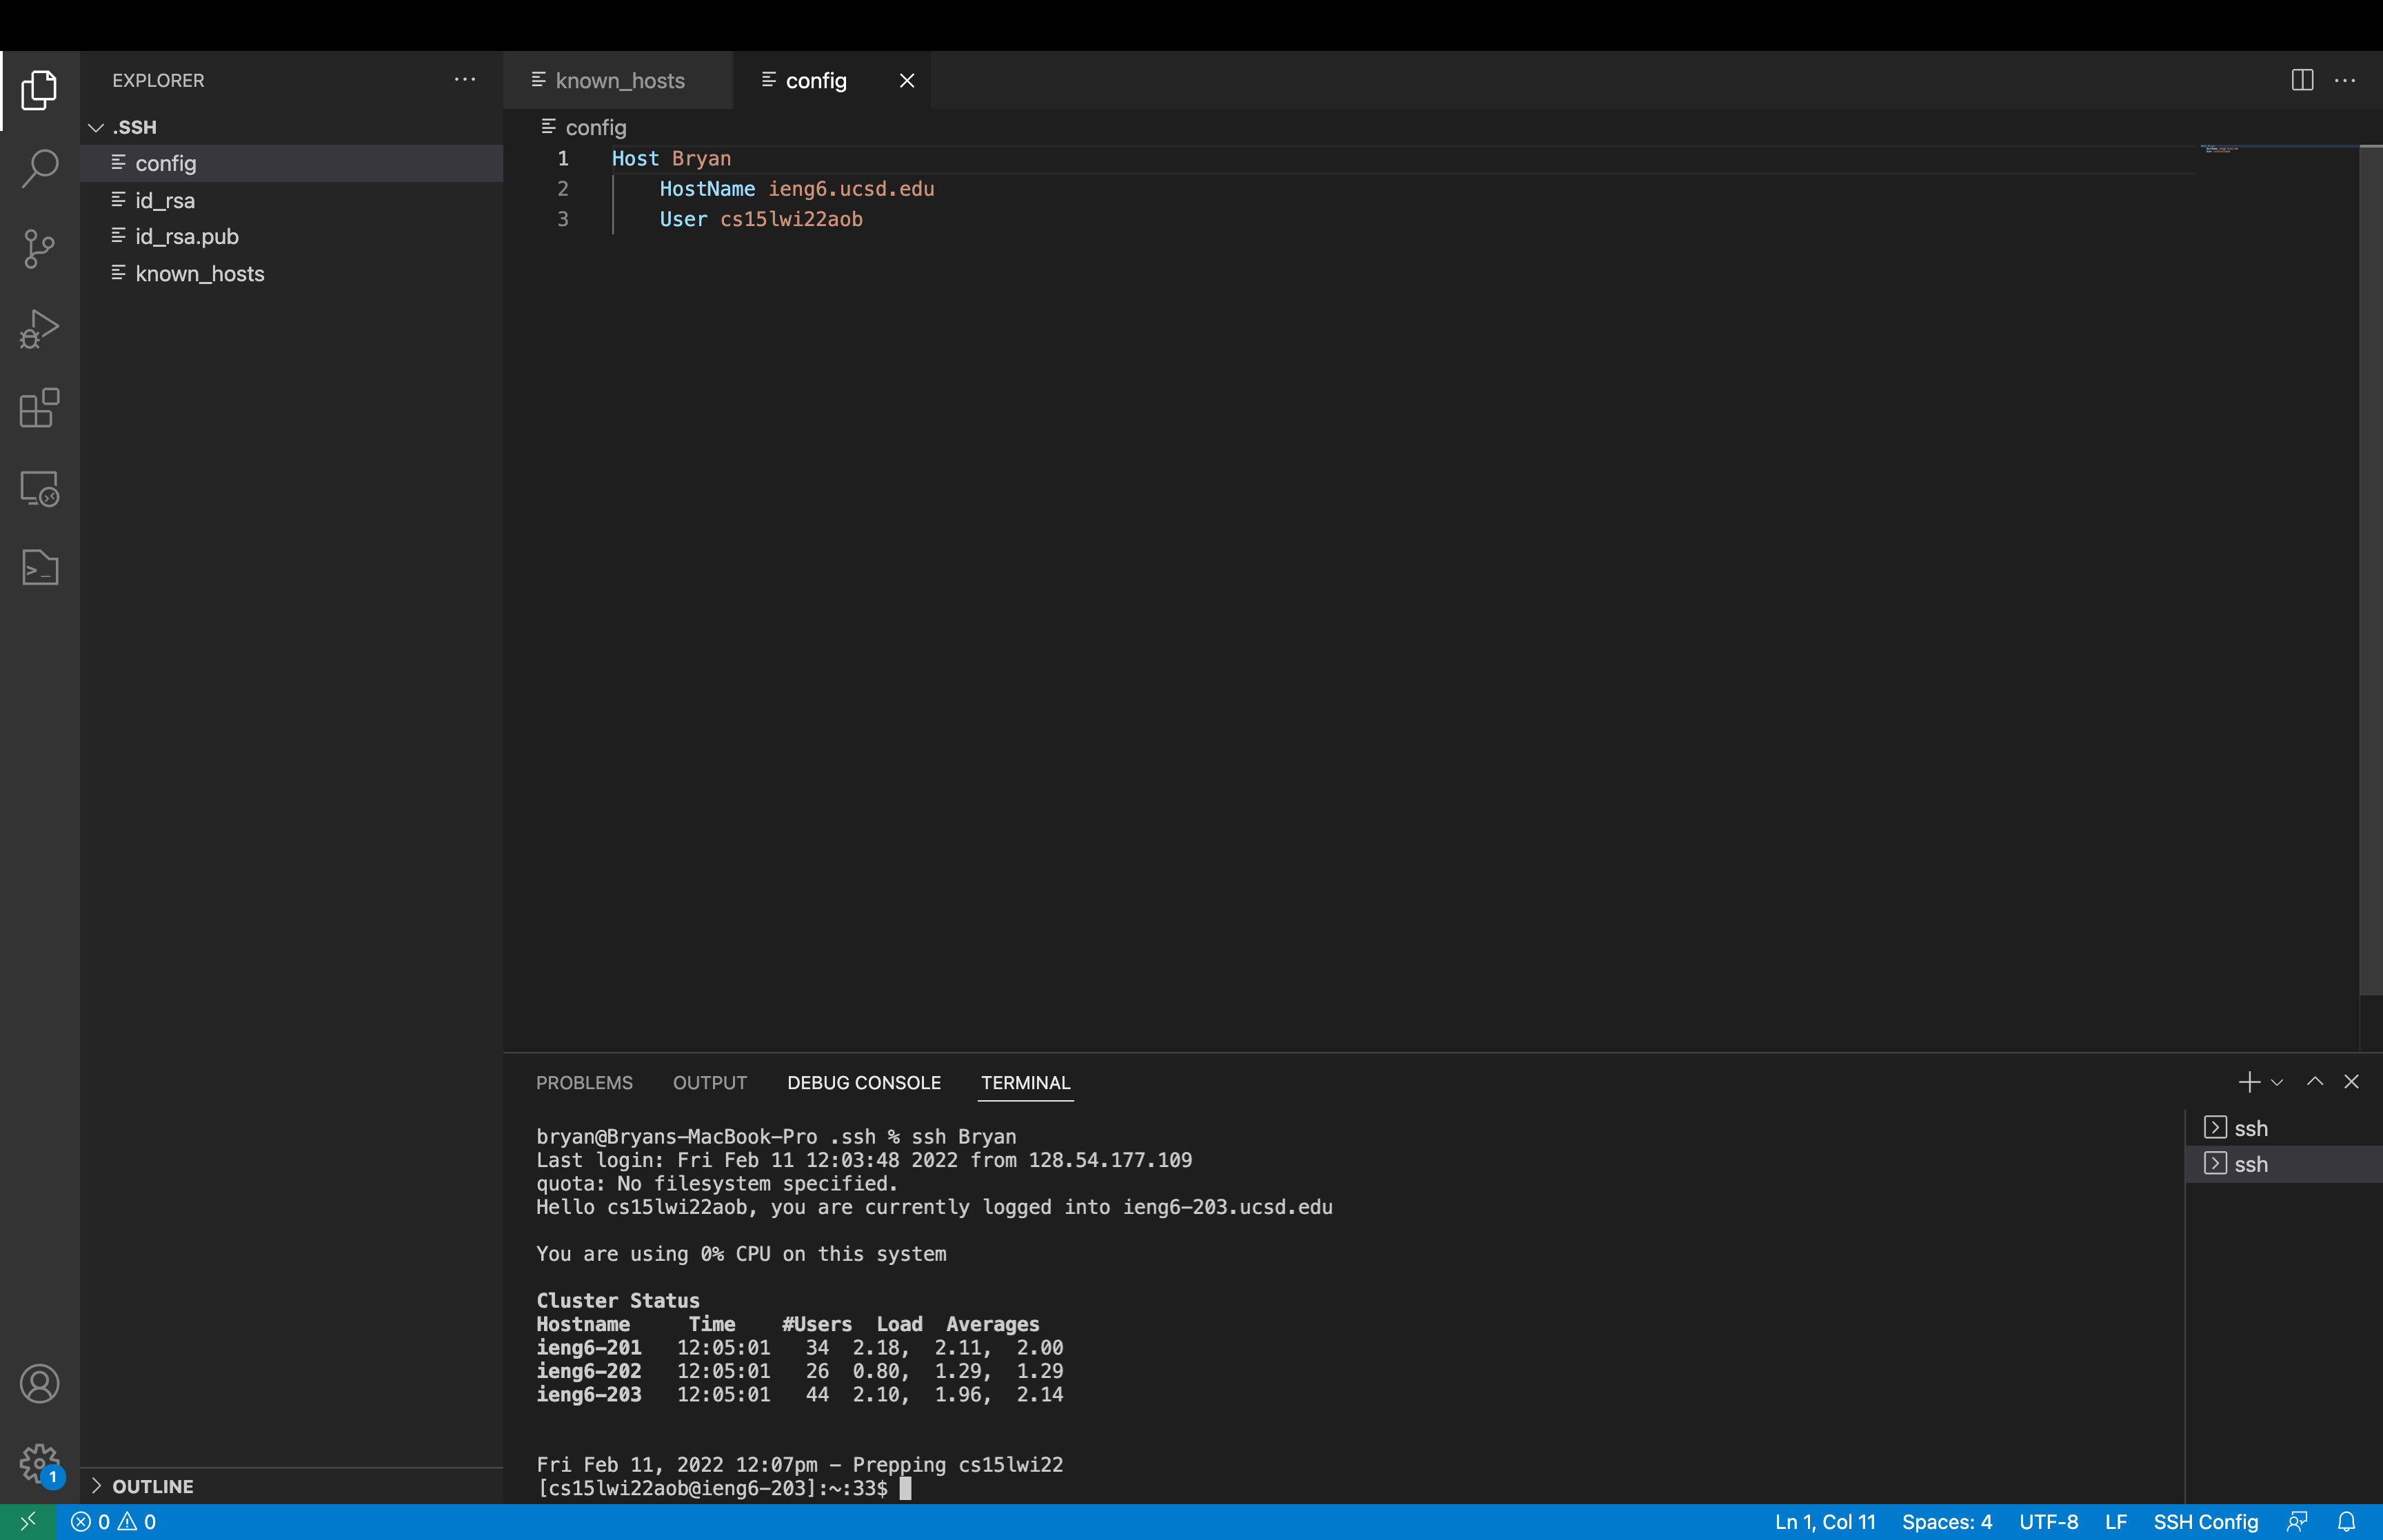 EXPLORER
.SSH
config
id_rsa
id_rsa.pub
known_hosts
OUTLINE
known_hosts
config
config
1 Host Bryan
2 HostName ieng6.ucsd.edu
3 User cs15lwi22aob
PROBLEMS OUTPUT DEBUG CONSOLE TERMINAL
bryan@Bryans-MacBook-Pro .ssh % ssh Bryan
Last login: Fri Feb 11 12:03:48 2022 from 128.54.177.109
quota: No filesystem specified.
Hello cs15lwi22aob, you are currently logged into ieng6-203.ucsd.edu
You are using 0% CPU on this system
Cluster Status
Hostname Time #Users Load Averages
ieng6-201 12:05:01 34 2.18, 2.11, 2.00
ieng6-202 12:05:01 26 0.80, 1.29, 1.29
ieng6-203 12:05:01 44 2.10, 1.96, 2.14
Fri Feb 11, 2022 12:07pm - Prepping cs15lwi22
[cs15lwi22aob@ieng6-203]:~:33$
ssh
ssh
1
0 0
Ln 1, Col 11 Spaces: 4 UTF-8 LF SSH Config